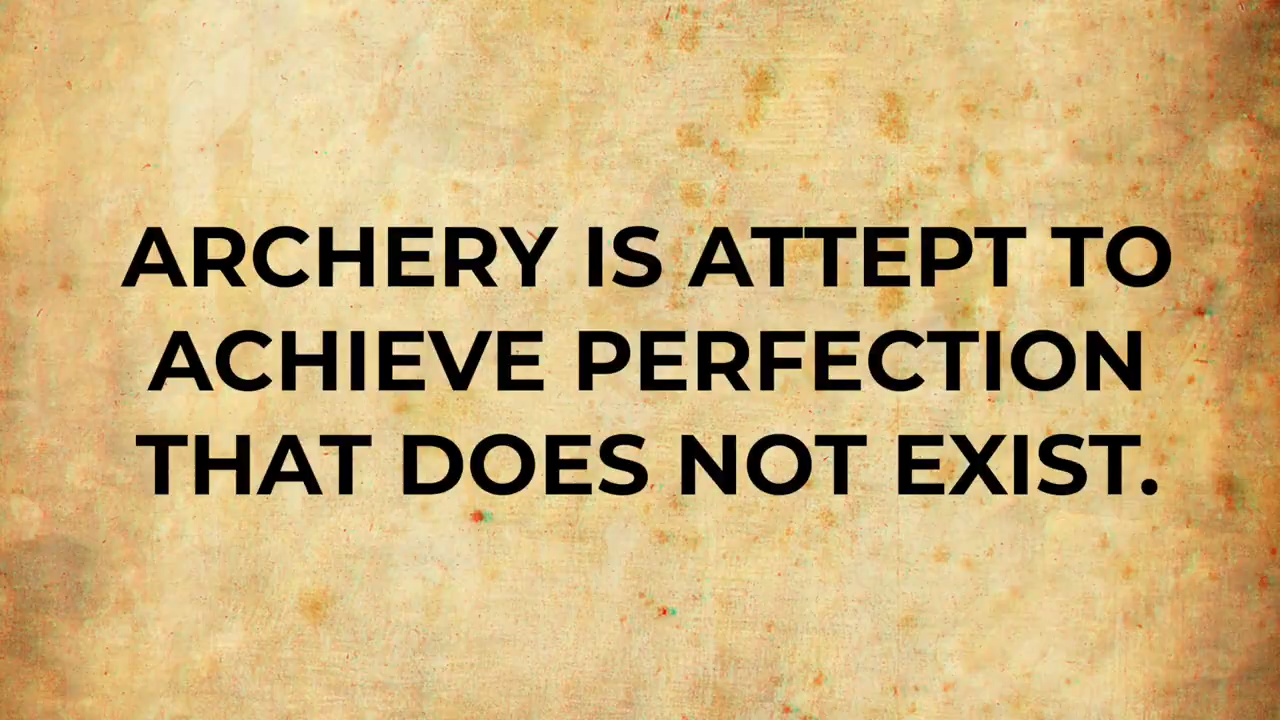 ARCHERY IS ATTEPT TO
ACHIEVE PERFECTION
THAT DOES NOT EXIST.